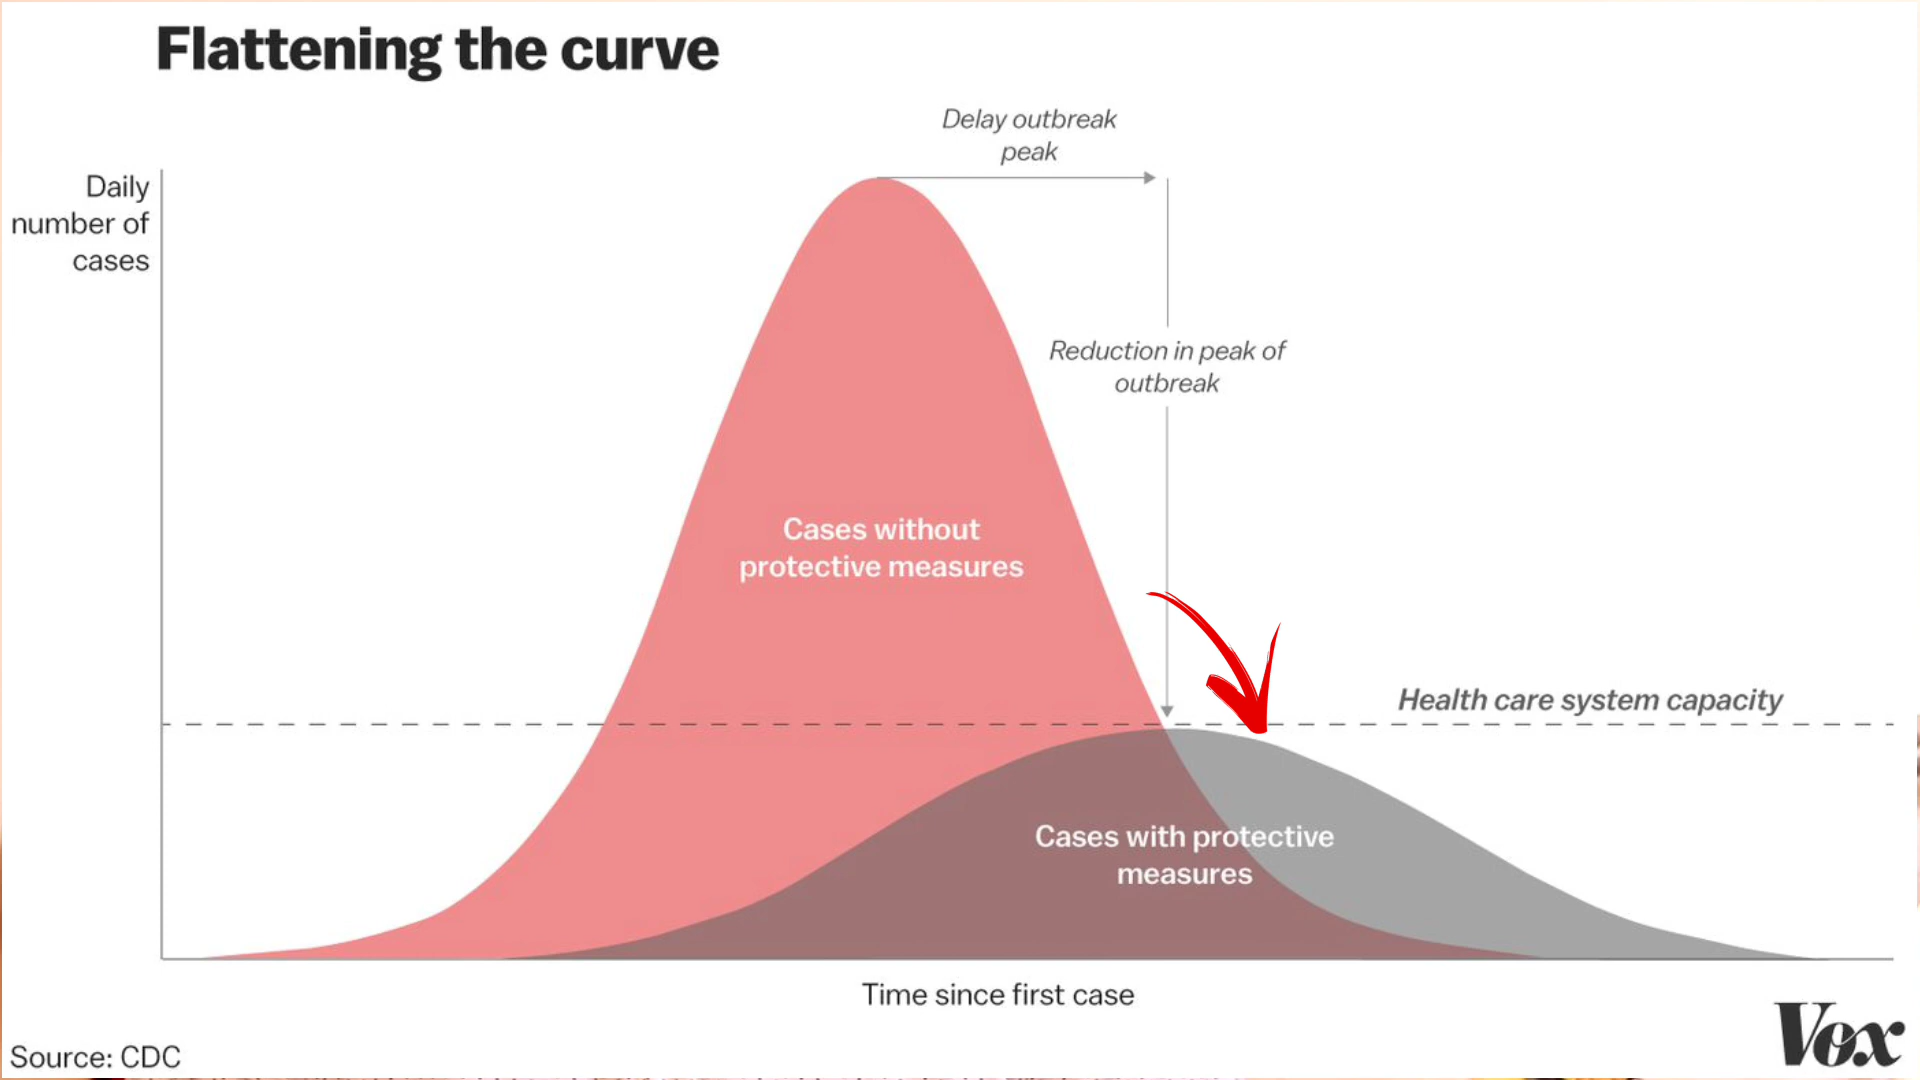 Flattening the curve
Delay outbreak
peak
Daily
number of
cases
Reduction in peak of
outbreak
Cases without
protective measures
Health care system capacity
Cases with protective
measures
Time since first case
Source: CDC
Vox